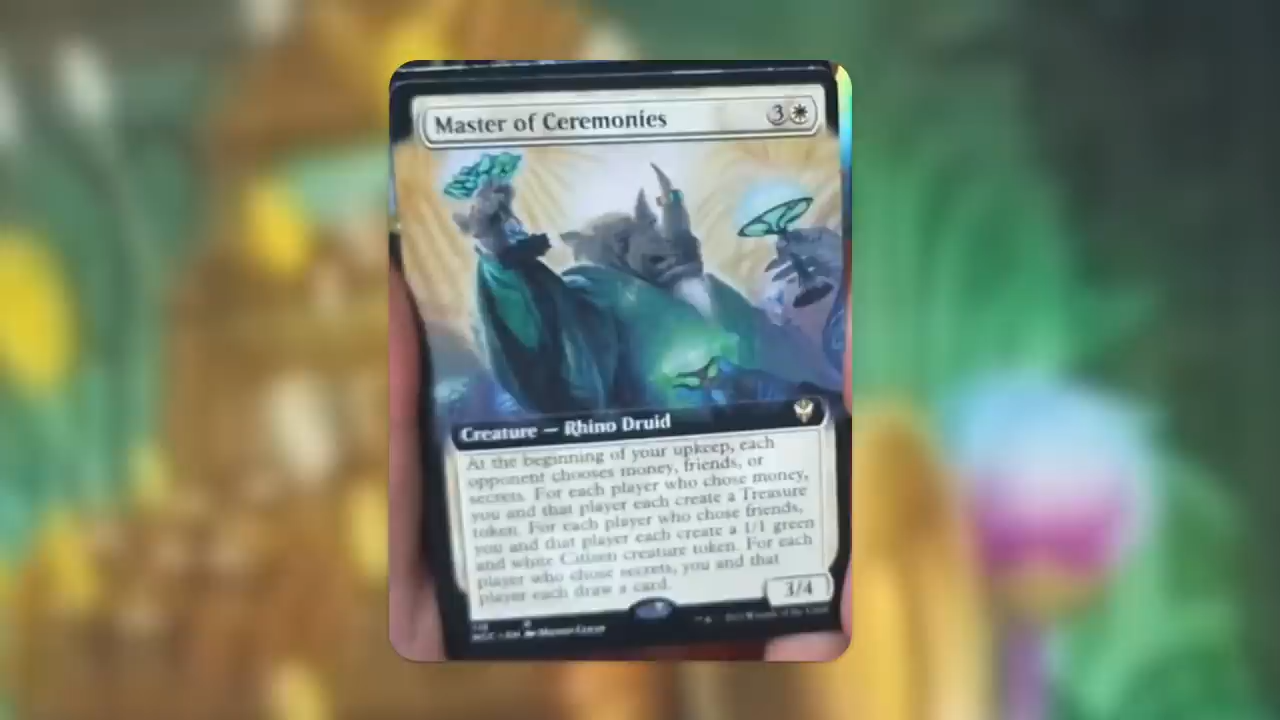 Master of Ceremonies 3
Creature — Rhino Druid
At the beginning of your upkeep, each
opponent chooses money, friends, or
secrets. For each player who chose money,
you and that player each create a Treasure
token. For each player who chose friends,
you and that player each create a 1/1 green
and white Citizen creature token. For each
player who chose secrets, you and that
player each draw a card.
3/4